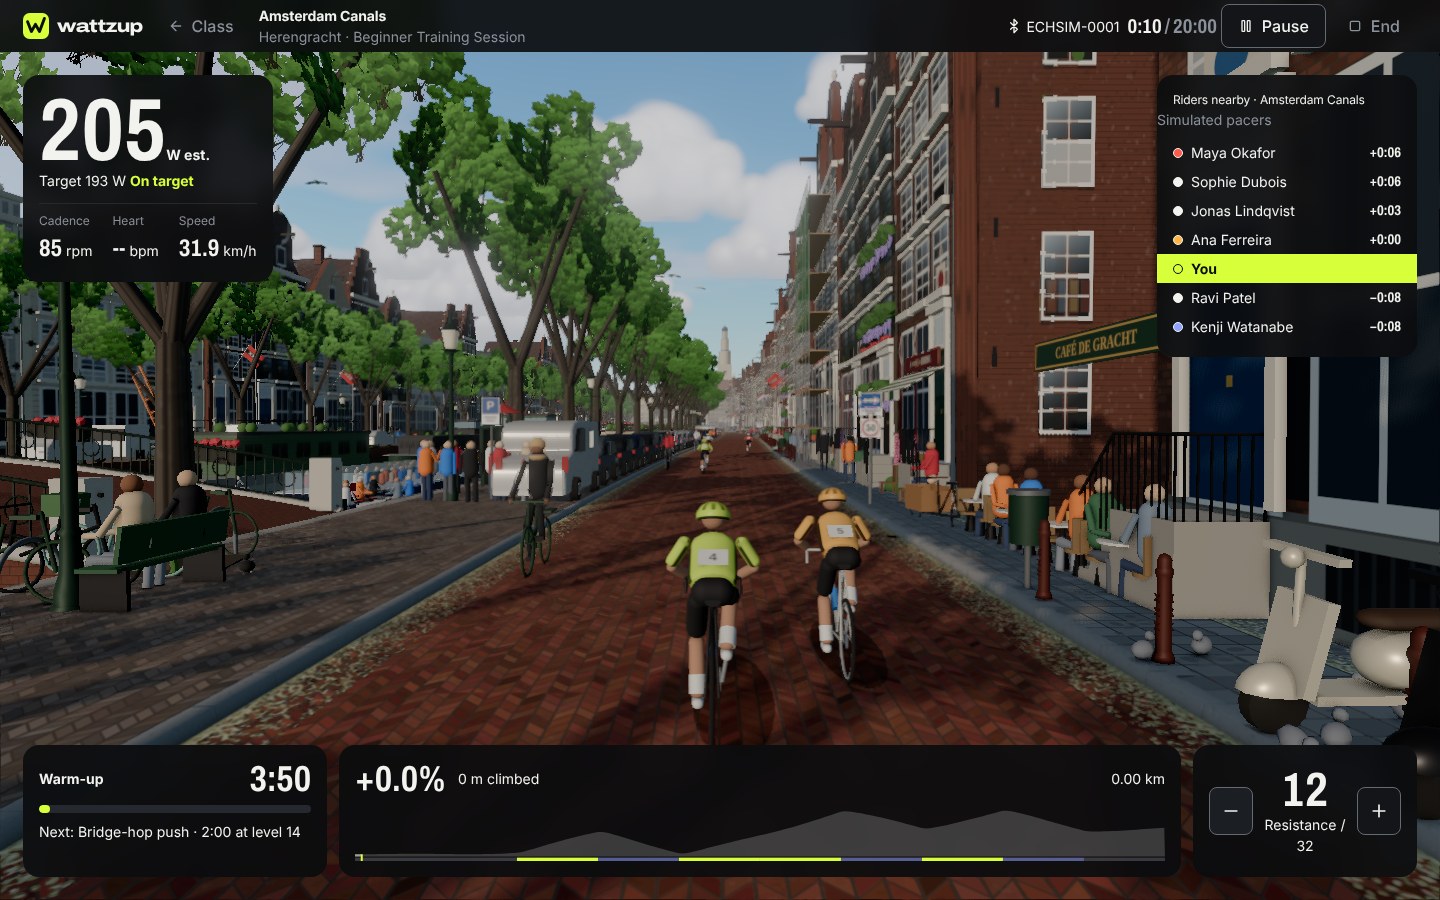 wattzup
Class
Amsterdam Canals
Herengracht · Beginner Training Session
ECHSIM-0001 0:10 / 20:00
Pause
End
205 W est.
Target 193 W On target
Cadence Heart Speed
85 rpm -- bpm 31.9 km/h
Riders nearby · Amsterdam Canals
Simulated pacers
Maya Okafor +0:06
Sophie Dubois +0:06
Jonas Lindqvist +0:03
Ana Ferreira +0:00
You
Ravi Patel −0:08
Kenji Watanabe −0:08
CAFÉ DE GRACHT
P
4
5
Warm-up 3:50
Next: Bridge-hop push · 2:00 at level 14
+0.0% 0 m climbed 0.00 km
−
12
+
Resistance /
32